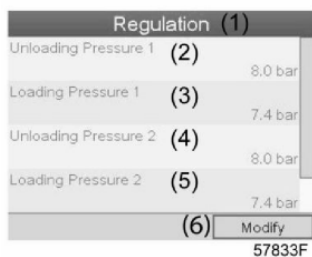 Regulation (1)
Unloading Pressure 1 (2)
8.0 bar
Loading Pressure 1 (3)
7.4 bar
Unloading Pressure 2 (4)
8.0 bar
Loading Pressure 2 (5)
7.4 bar
(6) Modify
57833F